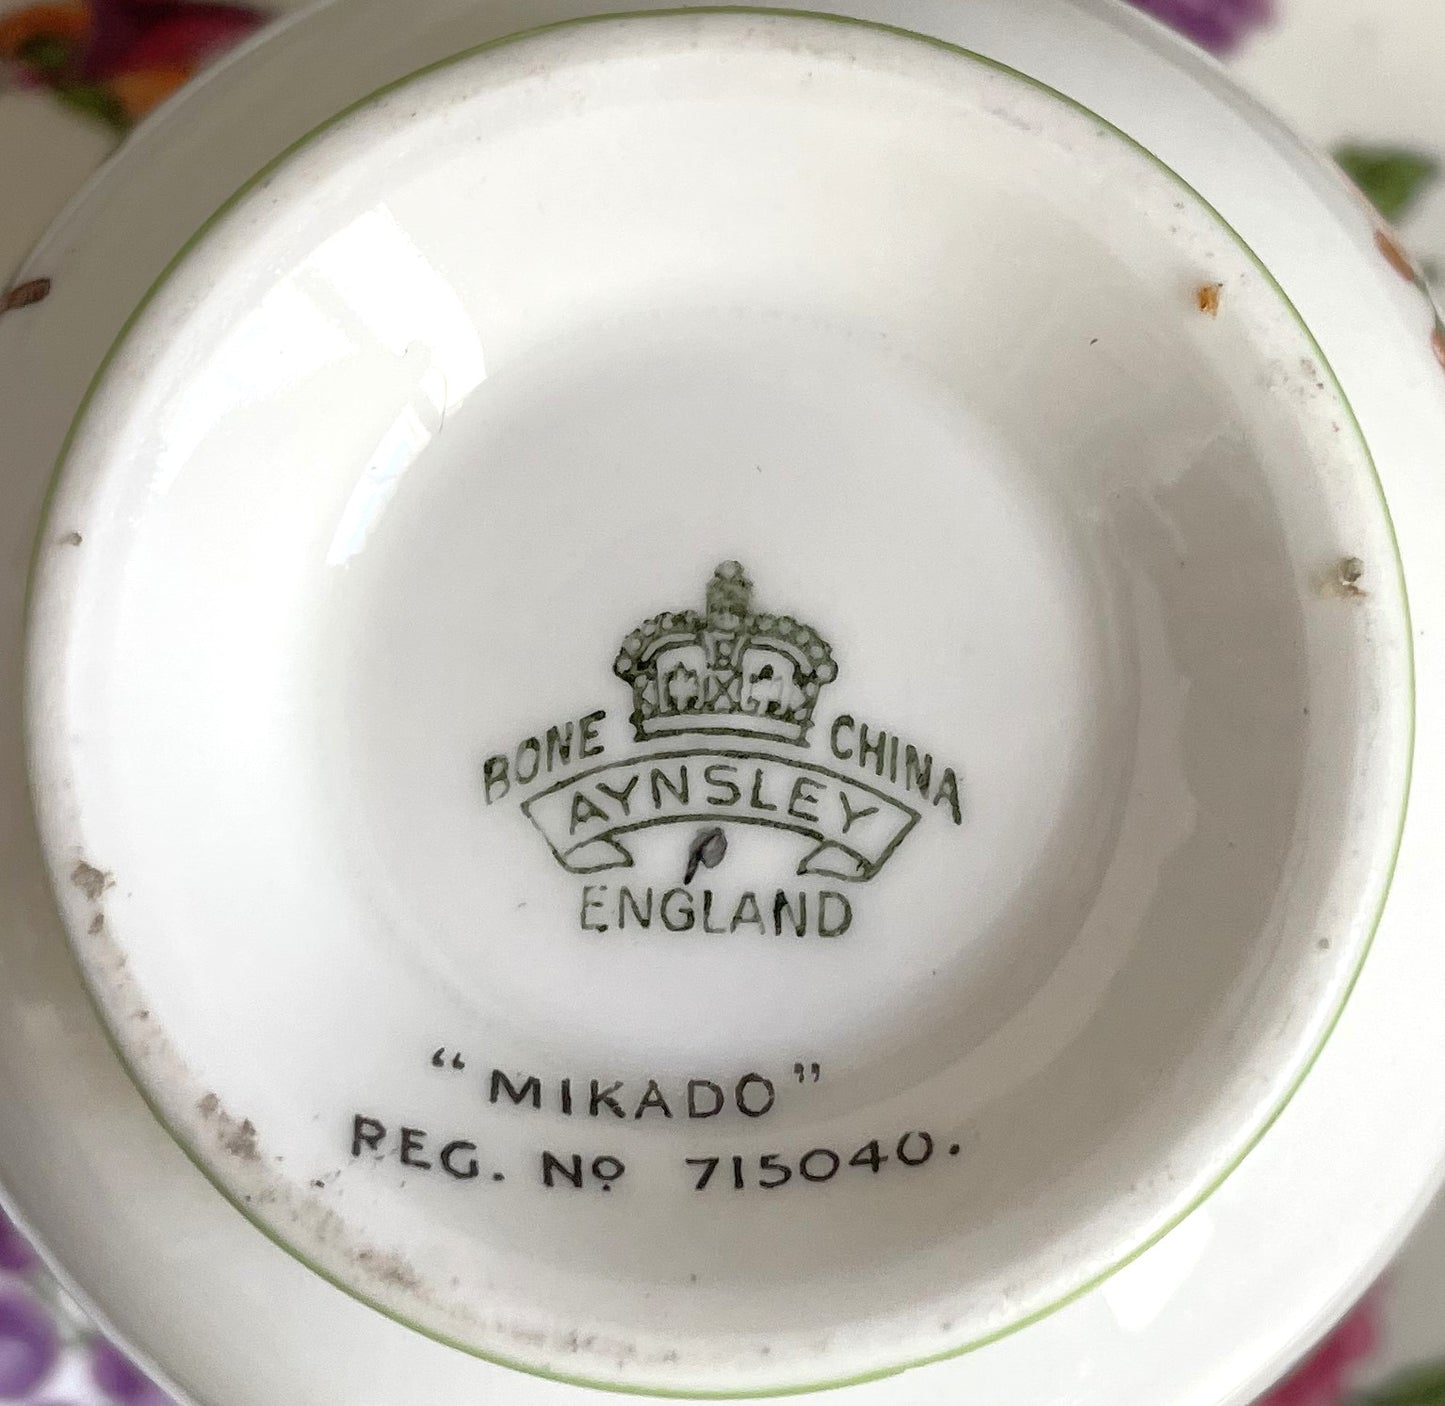 BONE CHINA
AYNSLEY
ENGLAND
"MIKADO"
REG. No 715040.